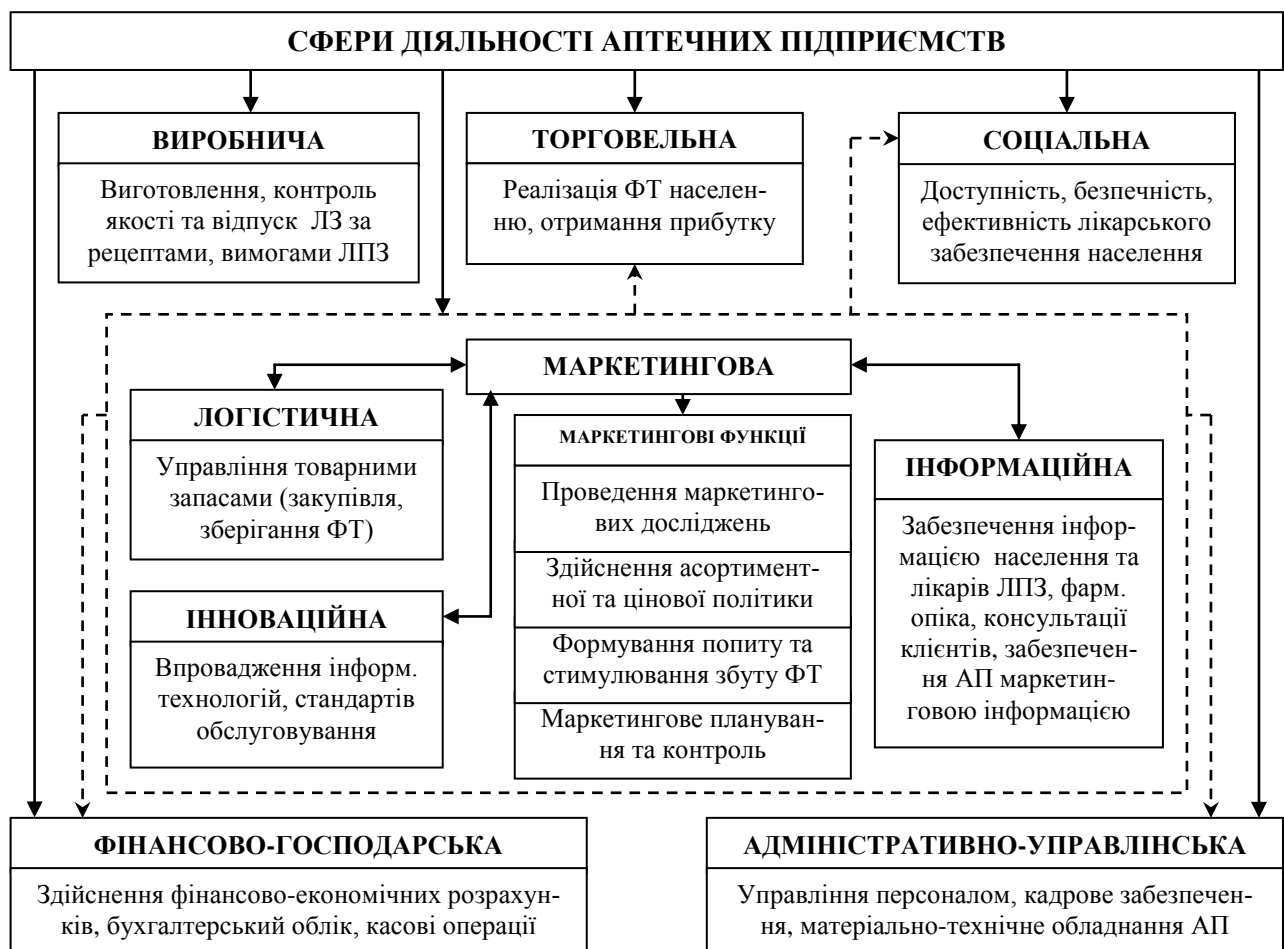 СФЕРИ ДІЯЛЬНОСТІ АПТЕЧНИХ ПІДПРИЄМСТВ
ВИРОБНИЧА
Виготовлення, контроль
якості та відпуск ЛЗ за
рецептами, вимогами ЛПЗ
ТОРГОВЕЛЬНА
Реалізація ФТ населен-
ню, отримання прибутку
СОЦІАЛЬНА
Доступність, безпечність,
ефективність лікарського
забезпечення населення
МАРКЕТИНГОВА
ЛОГІСТИЧНА
Управління товарними
запасами (закупівля,
зберігання ФТ)
ІННОВАЦІЙНА
Впровадження інформ.
технологій, стандартів
обслуговування
МАРКЕТИНГОВІ ФУНКЦІЇ
Проведення маркетинго-
вих досліджень
Здійснення асортимент-
ної та цінової політики
Формування попиту та
стимулювання збуту ФТ
Маркетингове плануван-
ня та контроль
ІНФОРМАЦІЙНА
Забезпечення інфор-
мацією населення та
лікарів ЛПЗ, фарм.
опіка, консультації
клієнтів, забезпечен-
ня АП маркетин-
говою інформацією
ФІНАНСОВО-ГОСПОДАРСЬКА
Здійснення фінансово-економічних розрахун-
ків, бухгалтерський облік, касові операції
АДМІНІСТРАТИВНО-УПРАВЛІНСЬКА
Управління персоналом, кадрове забезпечен-
ня, матеріально-технічне обладнання АП